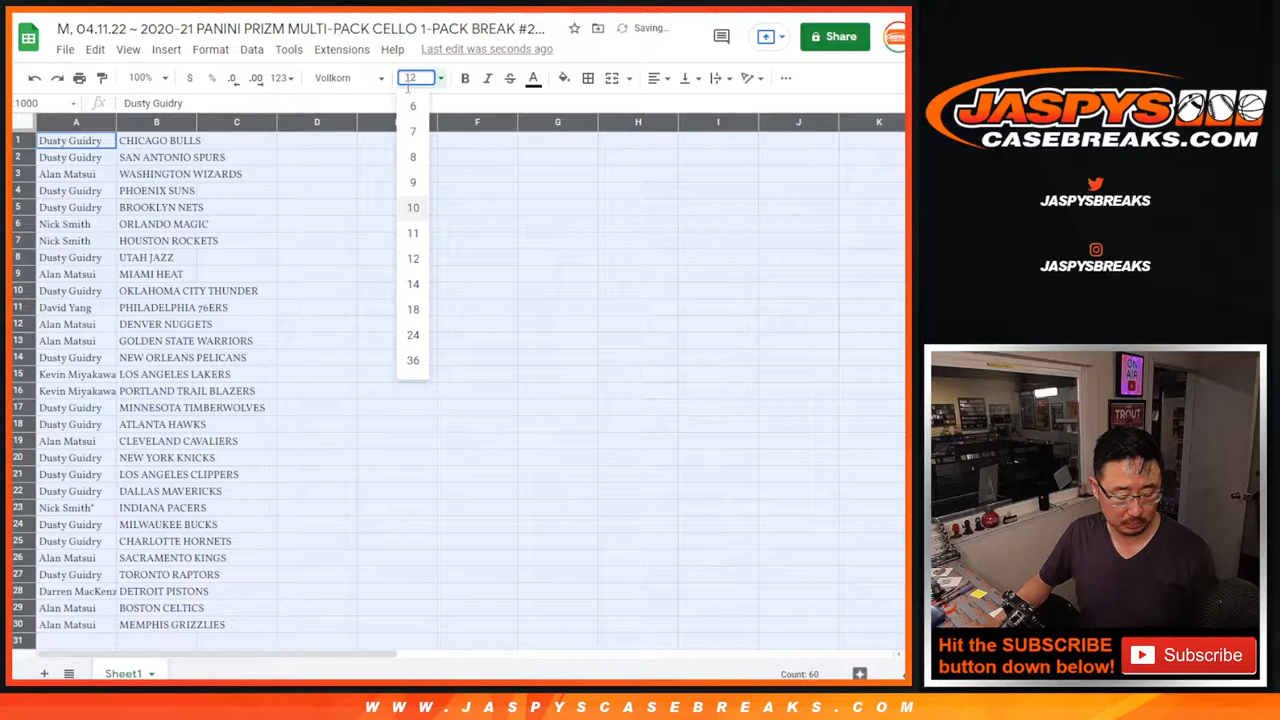 M, 04.11.22 ~ 2020-21 PANINI PRIZM MULTI-PACK CELLO 1-PACK BREAK #2...
Saving...
Share
File Edit View Insert Format Data Tools Extensions Help Last edit was seconds ago
100% $ % .0 .00 123 Vollkorn 12 B I S A
1000 fx Dusty Guidry
A B C D F G H I J K
1 Dusty Guidry CHICAGO BULLS
2 Dusty Guidry SAN ANTONIO SPURS
3 Alan Matsui WASHINGTON WIZARDS
4 Dusty Guidry PHOENIX SUNS
5 Dusty Guidry BROOKLYN NETS
6 Nick Smith ORLANDO MAGIC
7 Nick Smith HOUSTON ROCKETS
8 Dusty Guidry UTAH JAZZ
9 Alan Matsui MIAMI HEAT
10 Dusty Guidry OKLAHOMA CITY THUNDER
11 David Yang PHILADELPHIA 76ERS
12 Alan Matsui DENVER NUGGETS
13 Alan Matsui GOLDEN STATE WARRIORS
14 Dusty Guidry NEW ORLEANS PELICANS
15 Kevin Miyakawa LOS ANGELES LAKERS
16 Kevin Miyakawa PORTLAND TRAIL BLAZERS
17 Dusty Guidry MINNESOTA TIMBERWOLVES
18 Dusty Guidry ATLANTA HAWKS
19 Alan Matsui CLEVELAND CAVALIERS
20 Dusty Guidry NEW YORK KNICKS
21 Dusty Guidry LOS ANGELES CLIPPERS
22 Dusty Guidry DALLAS MAVERICKS
23 Nick Smith* INDIANA PACERS
24 Dusty Guidry MILWAUKEE BUCKS
25 Dusty Guidry CHARLOTTE HORNETS
26 Alan Matsui SACRAMENTO KINGS
27 Dusty Guidry TORONTO RAPTORS
28 Darren MacKenz DETROIT PISTONS
29 Alan Matsui BOSTON CELTICS
30 Alan Matsui MEMPHIS GRIZZLIES
31
6
7
8
9
10
11
12
14
18
24
36
Sheet1
Count: 60
JASPYS
CASEBREAKS.COM
JASPYSBREAKS
JASPYSBREAKS
ON
AIR
TROUT
Hit the SUBSCRIBE
button down below!
Subscribe
WWW.JASPYSCASEBREAKS.COM